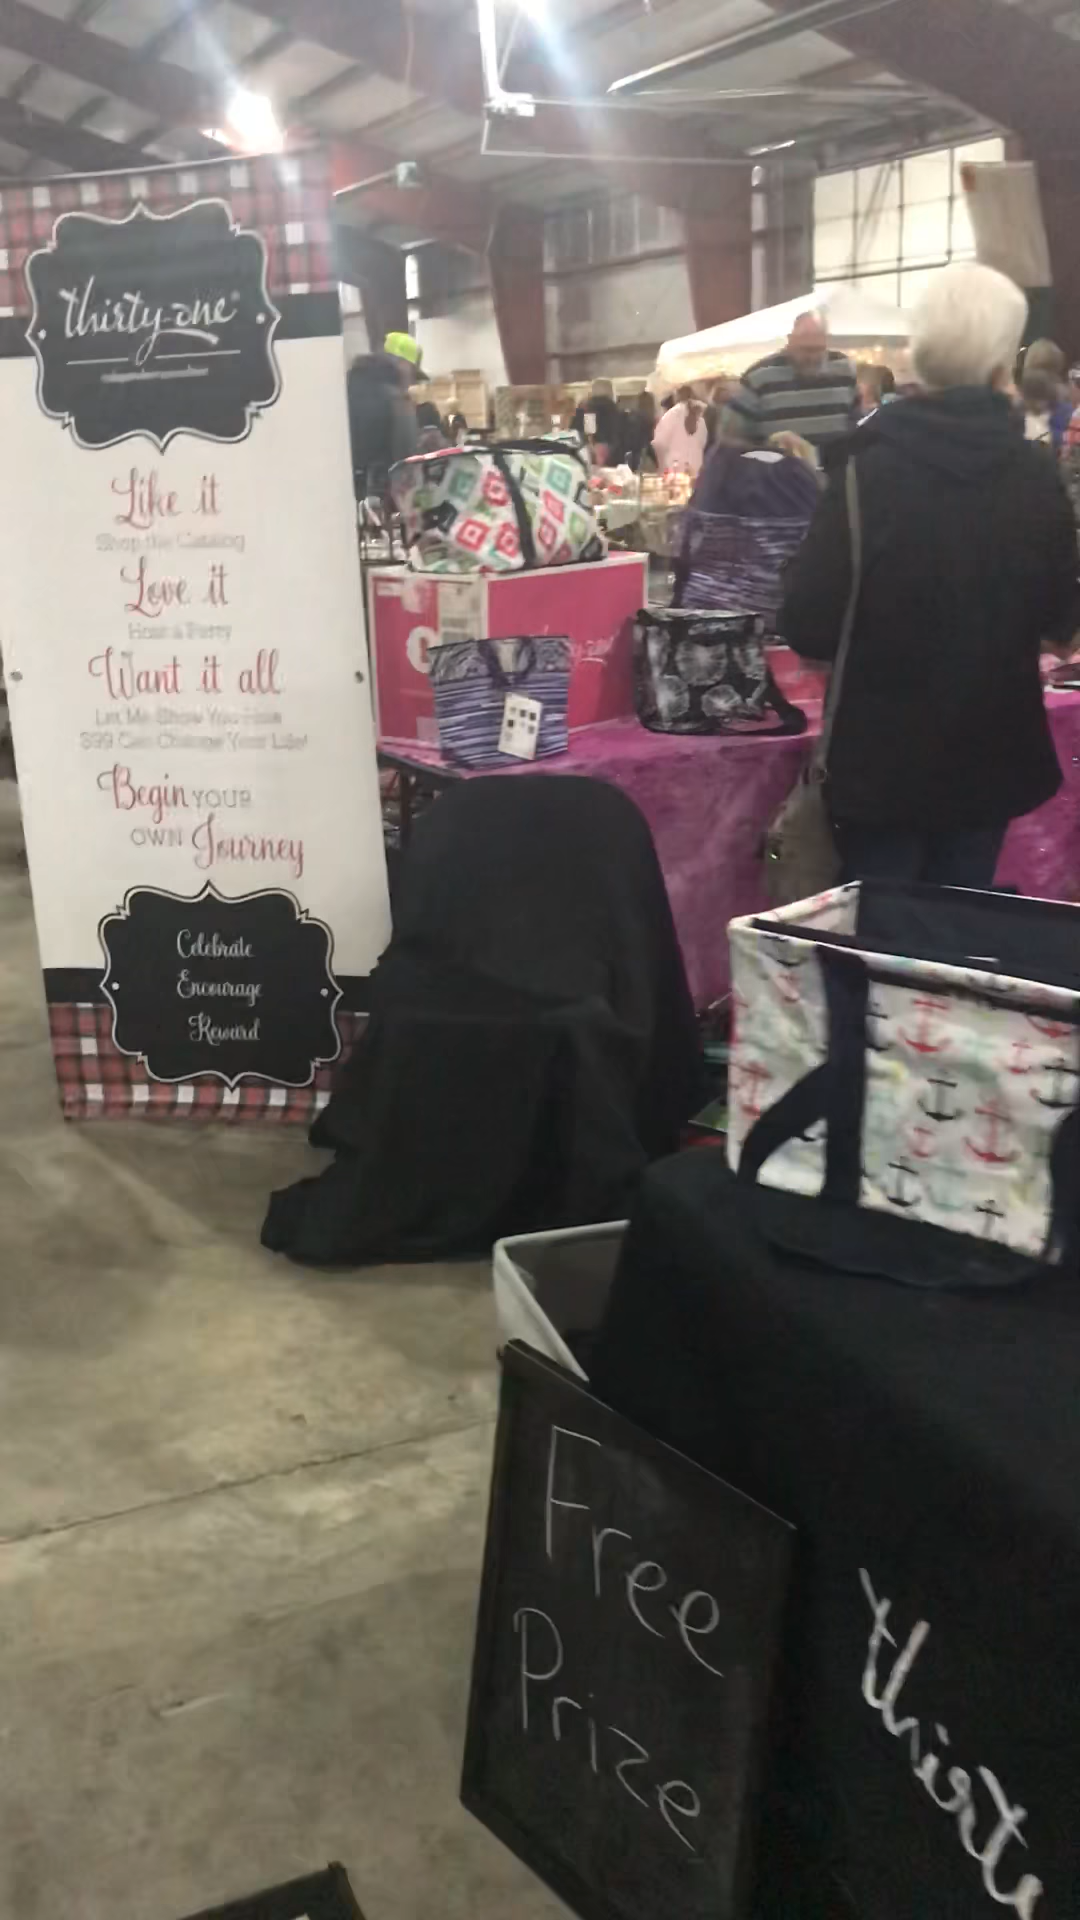 thirty-one
Like it
Shop the Catalog
Love it
Host a Party
Want it all
Let Me Show You How
$99 Can Change Your Life!
Begin YOUR
OWN Journey
Celebrate
Encourage
Reward
Free
Prize
thirty